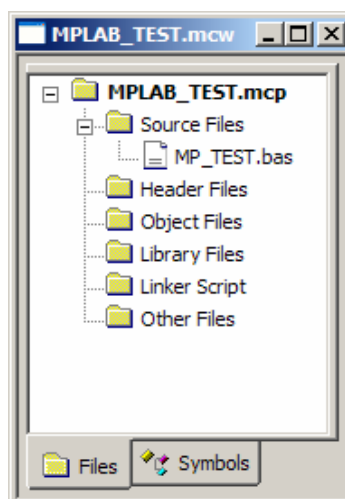 MPLAB_TEST.mcw
MPLAB_TEST.mcp
Source Files
MP_TEST.bas
Header Files
Object Files
Library Files
Linker Script
Other Files
Files Symbols